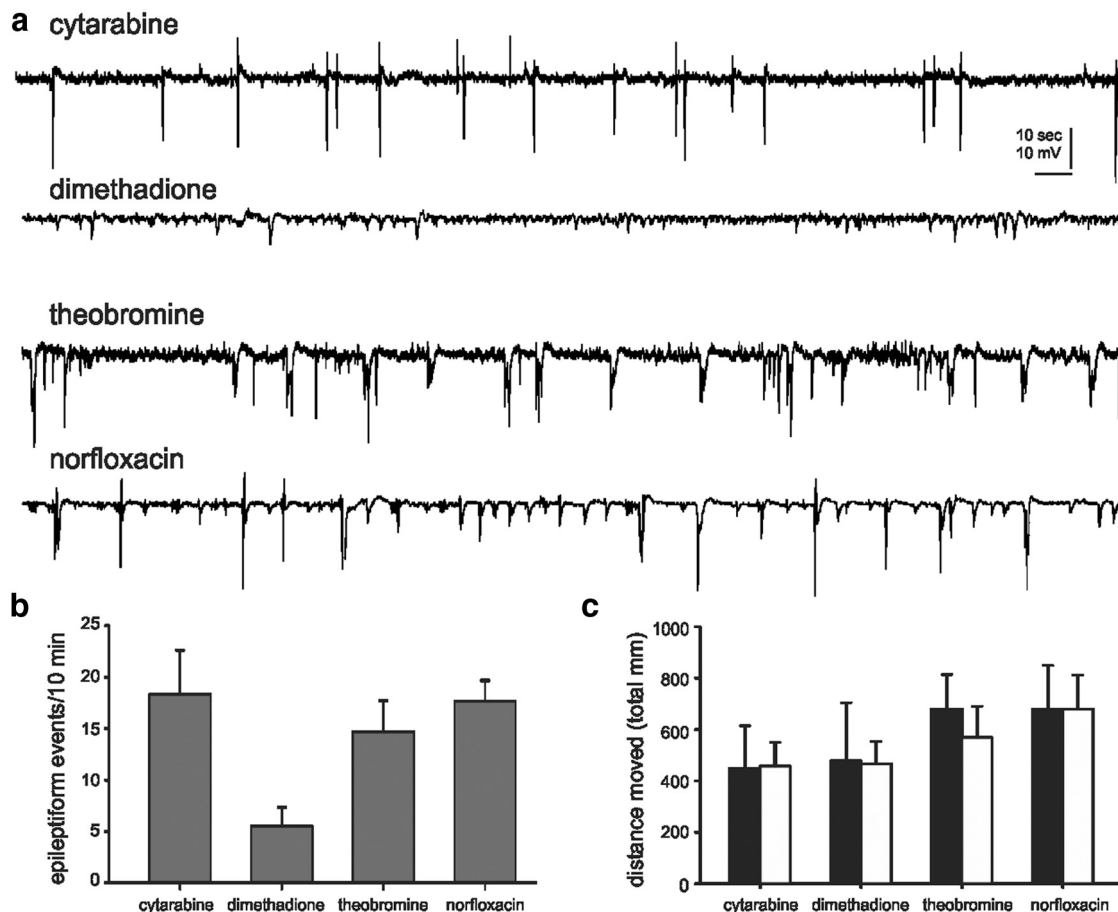 a
cytarabine
10 sec
10 mV
dimethadione
theobromine
norfloxacin
b
epileptiform events/10 min
25
20
15
10
5
0
cytarabine dimethadione theobromine norfloxacin
c
distance moved (total mm)
1000
800
600
400
200
0
cytarabine dimethadione theobromine norfloxacin